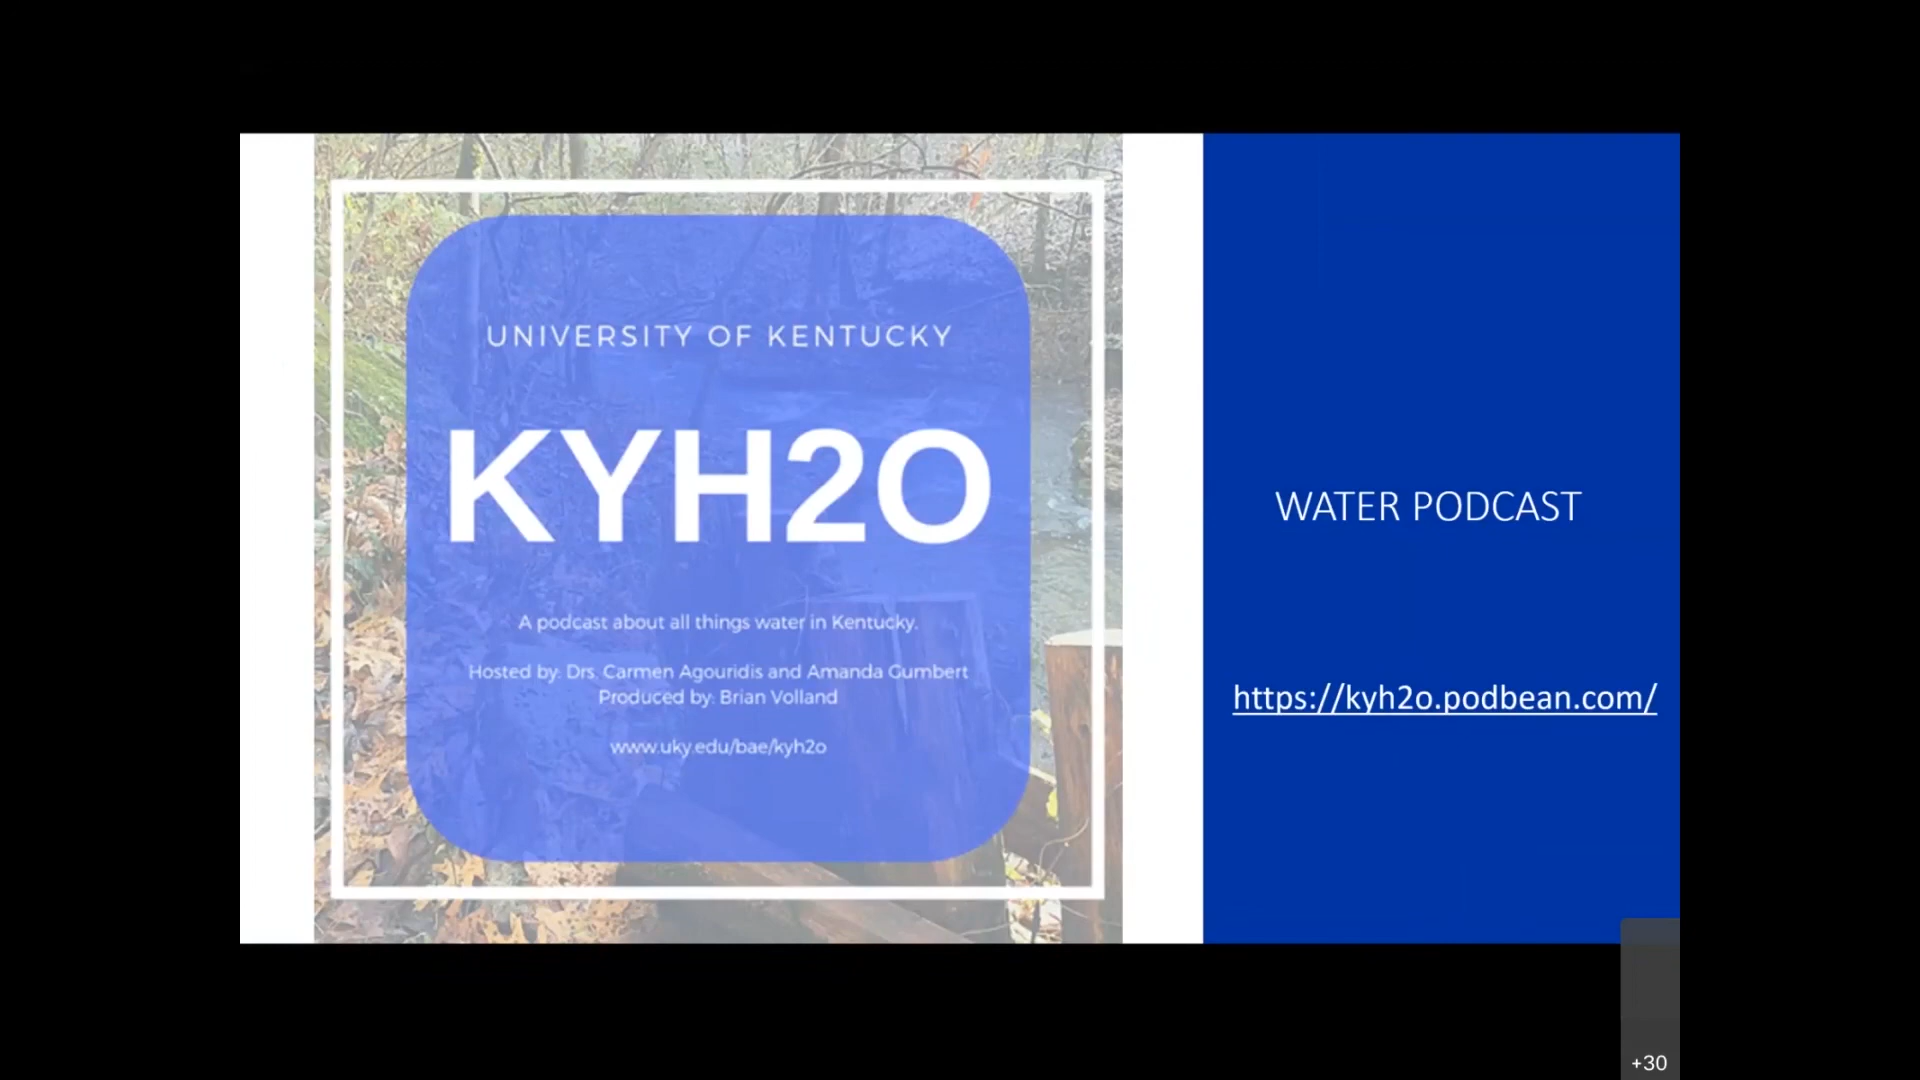 UNIVERSITY OF KENTUCKY
KYH2O
A podcast about all things water in Kentucky.
Hosted by: Drs. Carmen Agouridis and Amanda Gumbert
Produced by: Brian Volland
www.uky.edu/bae/kyh2o
WATER PODCAST
https://kyh2o.podbean.com/
+30